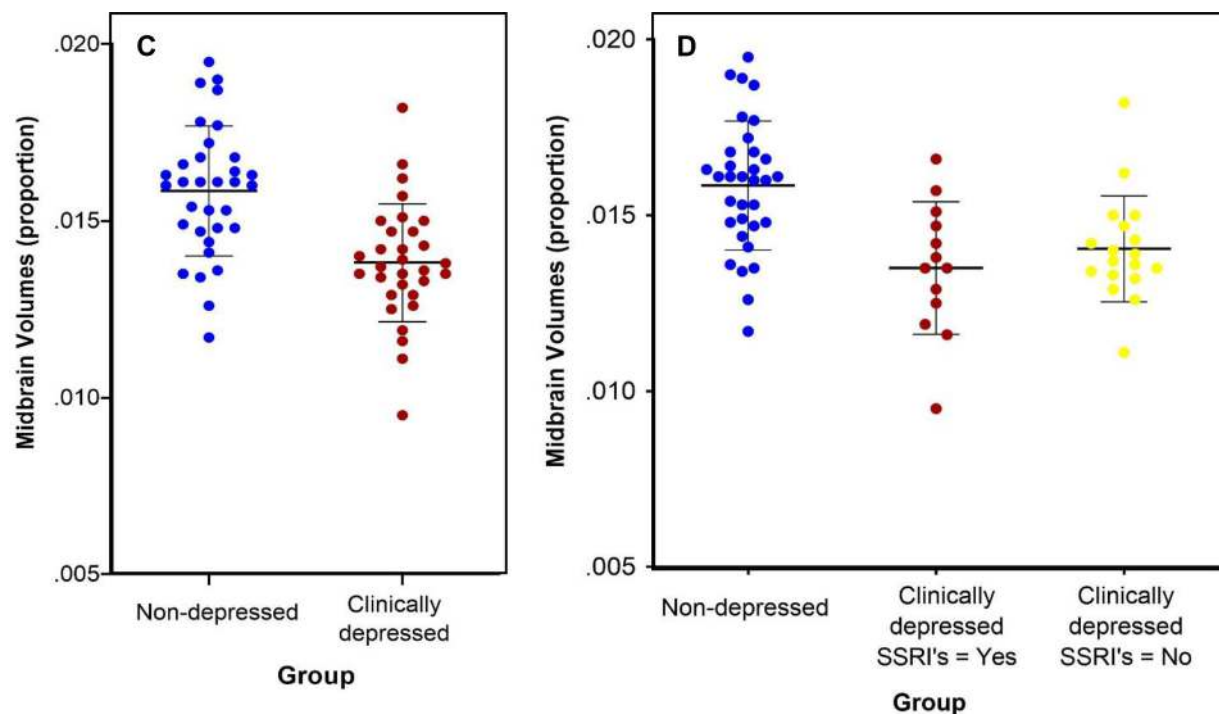 C
.020
.015
.010
.005
Midbrain Volumes (proportion)
Non-depressed
Clinically
depressed
Group
D
.020
.015
.010
.005
Midbrain Volumes (proportion)
Non-depressed
Clinically
depressed
SSRI's = Yes
Clinically
depressed
SSRI's = No
Group